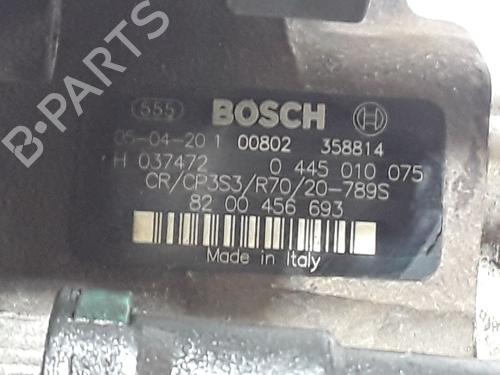 555 BOSCH
05-04-20 1 00802 358814
H 037472 0 445 010 075
CR/CP3S3/R70/20-789S
82 00 456 693
Made in Italy
B-PARTS